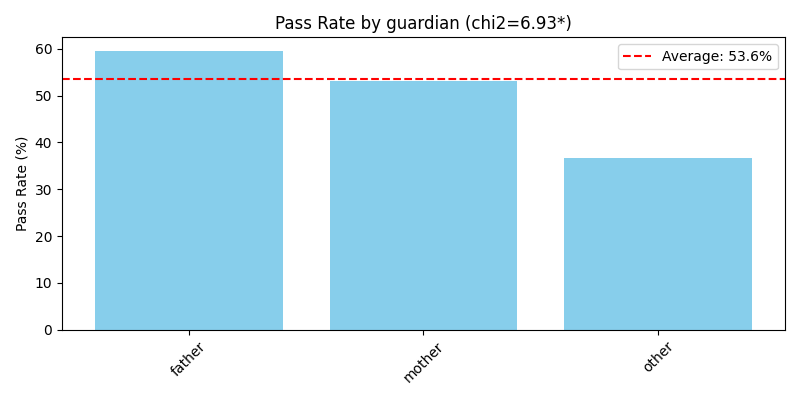 Pass Rate by guardian (chi2=6.93*)
Average: 53.6%
Pass Rate (%)
60
50
40
30
20
10
0
father
mother
other